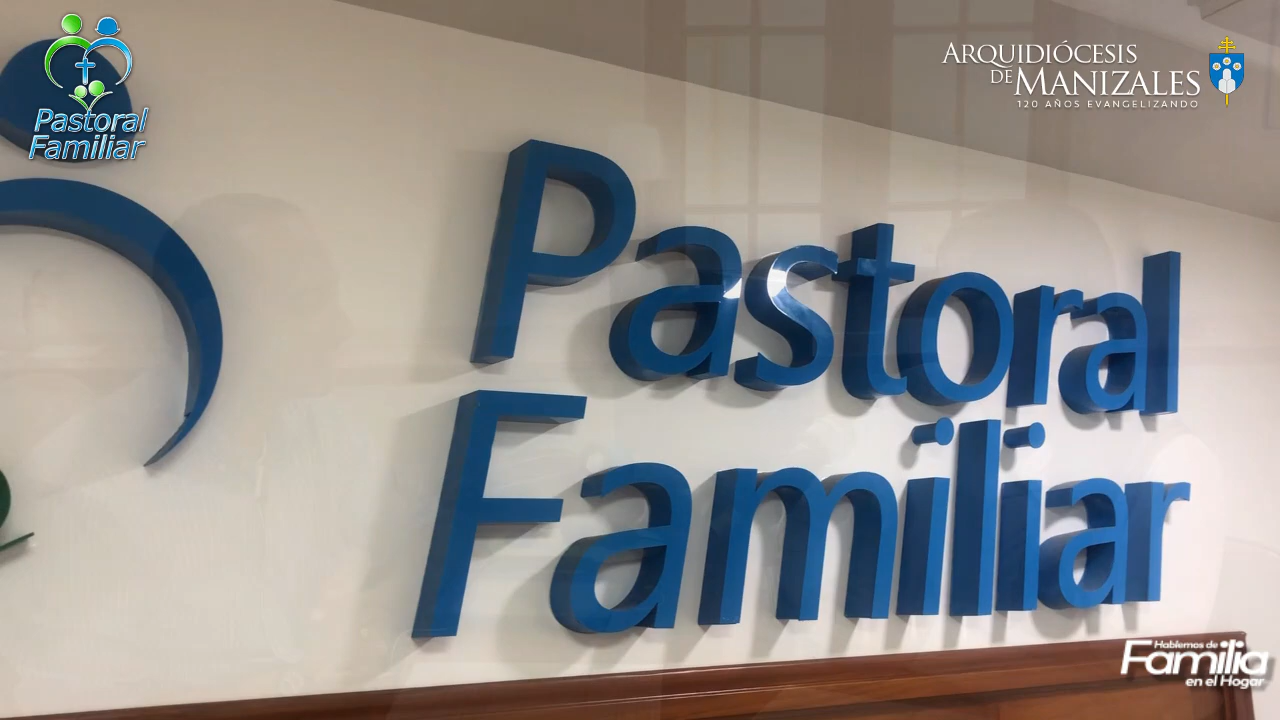 Pastoral
Familiar
ARQUIDIÓCESIS
DE MANIZALES
120 AÑOS EVANGELIZANDO
Pastoral
Familiar
Hablemos de
Familia
en el Hogar